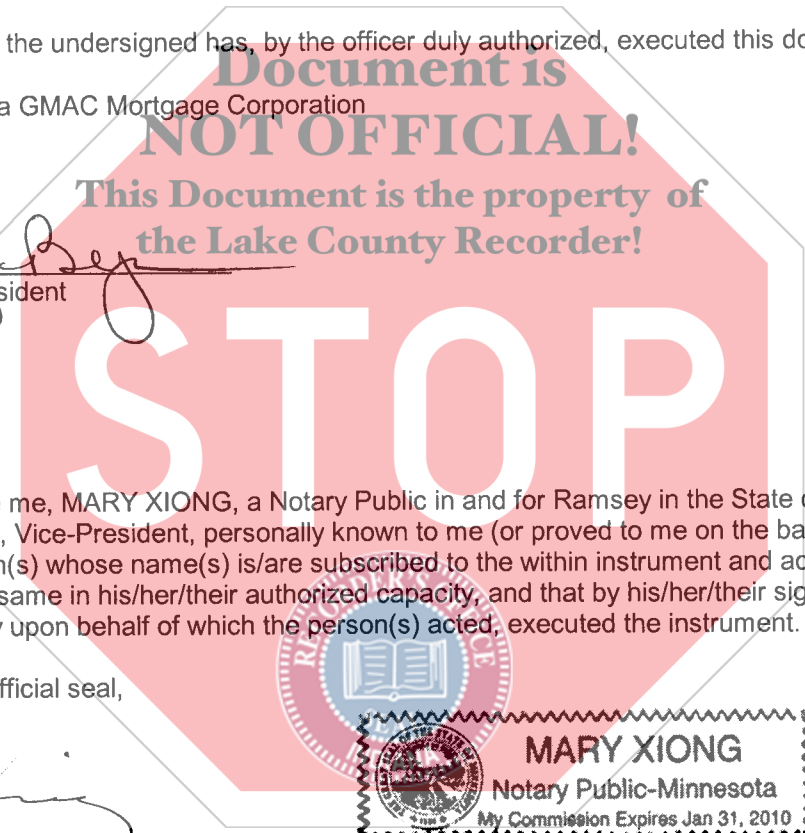 the undersigned has, by the officer duly authorized, executed this do
Document is
a GMAC Mortgage Corporation
NOT OFFICIAL!
This Document is the property of
the Lake County Recorder!
sident
STOP
me, MARY XIONG, a Notary Public in and for Ramsey in the State
, Vice-President, personally known to me (or proved to me on the ba
n(s) whose name(s) is/are subscribed to the within instrument and ac
same in his/her/their authorized capacity, and that by his/her/their sig
y upon behalf of which the person(s) acted, executed the instrument.
RECORDER'S OFFICE
fficial seal,
SEAL
MARY XIONG
Notary Public-Minnesota
My Commission Expires Jan 31, 2010